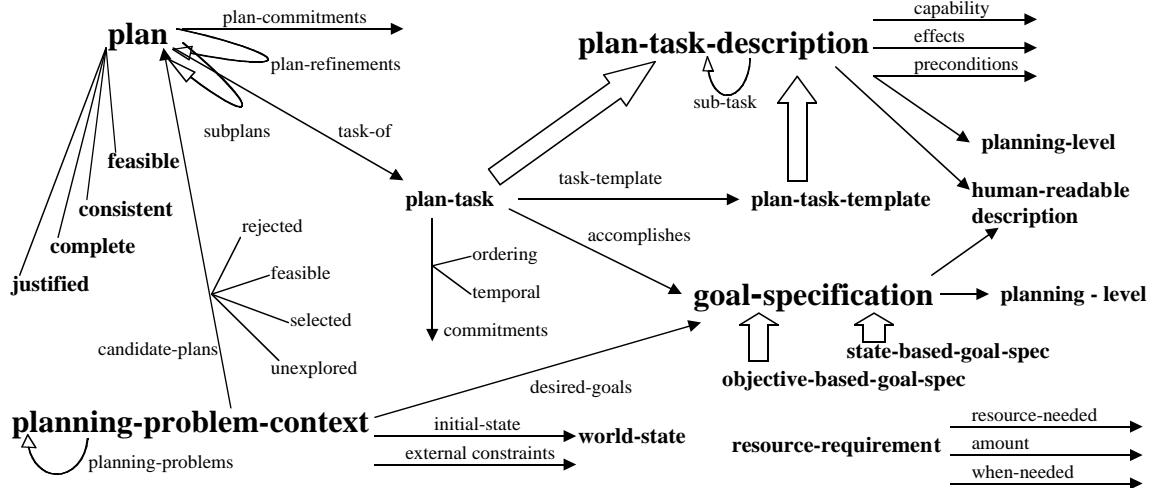 plan-commitments
plan
plan-refinements
subplans
task-of
feasible
consistent
complete
justified
capability
plan-task-description
effects
preconditions
sub-task
planning-level
human-readable
description
plan-task
task-template
plan-task-template
accomplishes
ordering
temporal
commitments
rejected
feasible
selected
unexplored
candidate-plans
goal-specification
planning - level
state-based-goal-spec
objective-based-goal-spec
desired-goals
planning-problem-context
planning-problems
initial-state
world-state
external constraints
resource-requirement
resource-needed
amount
when-needed